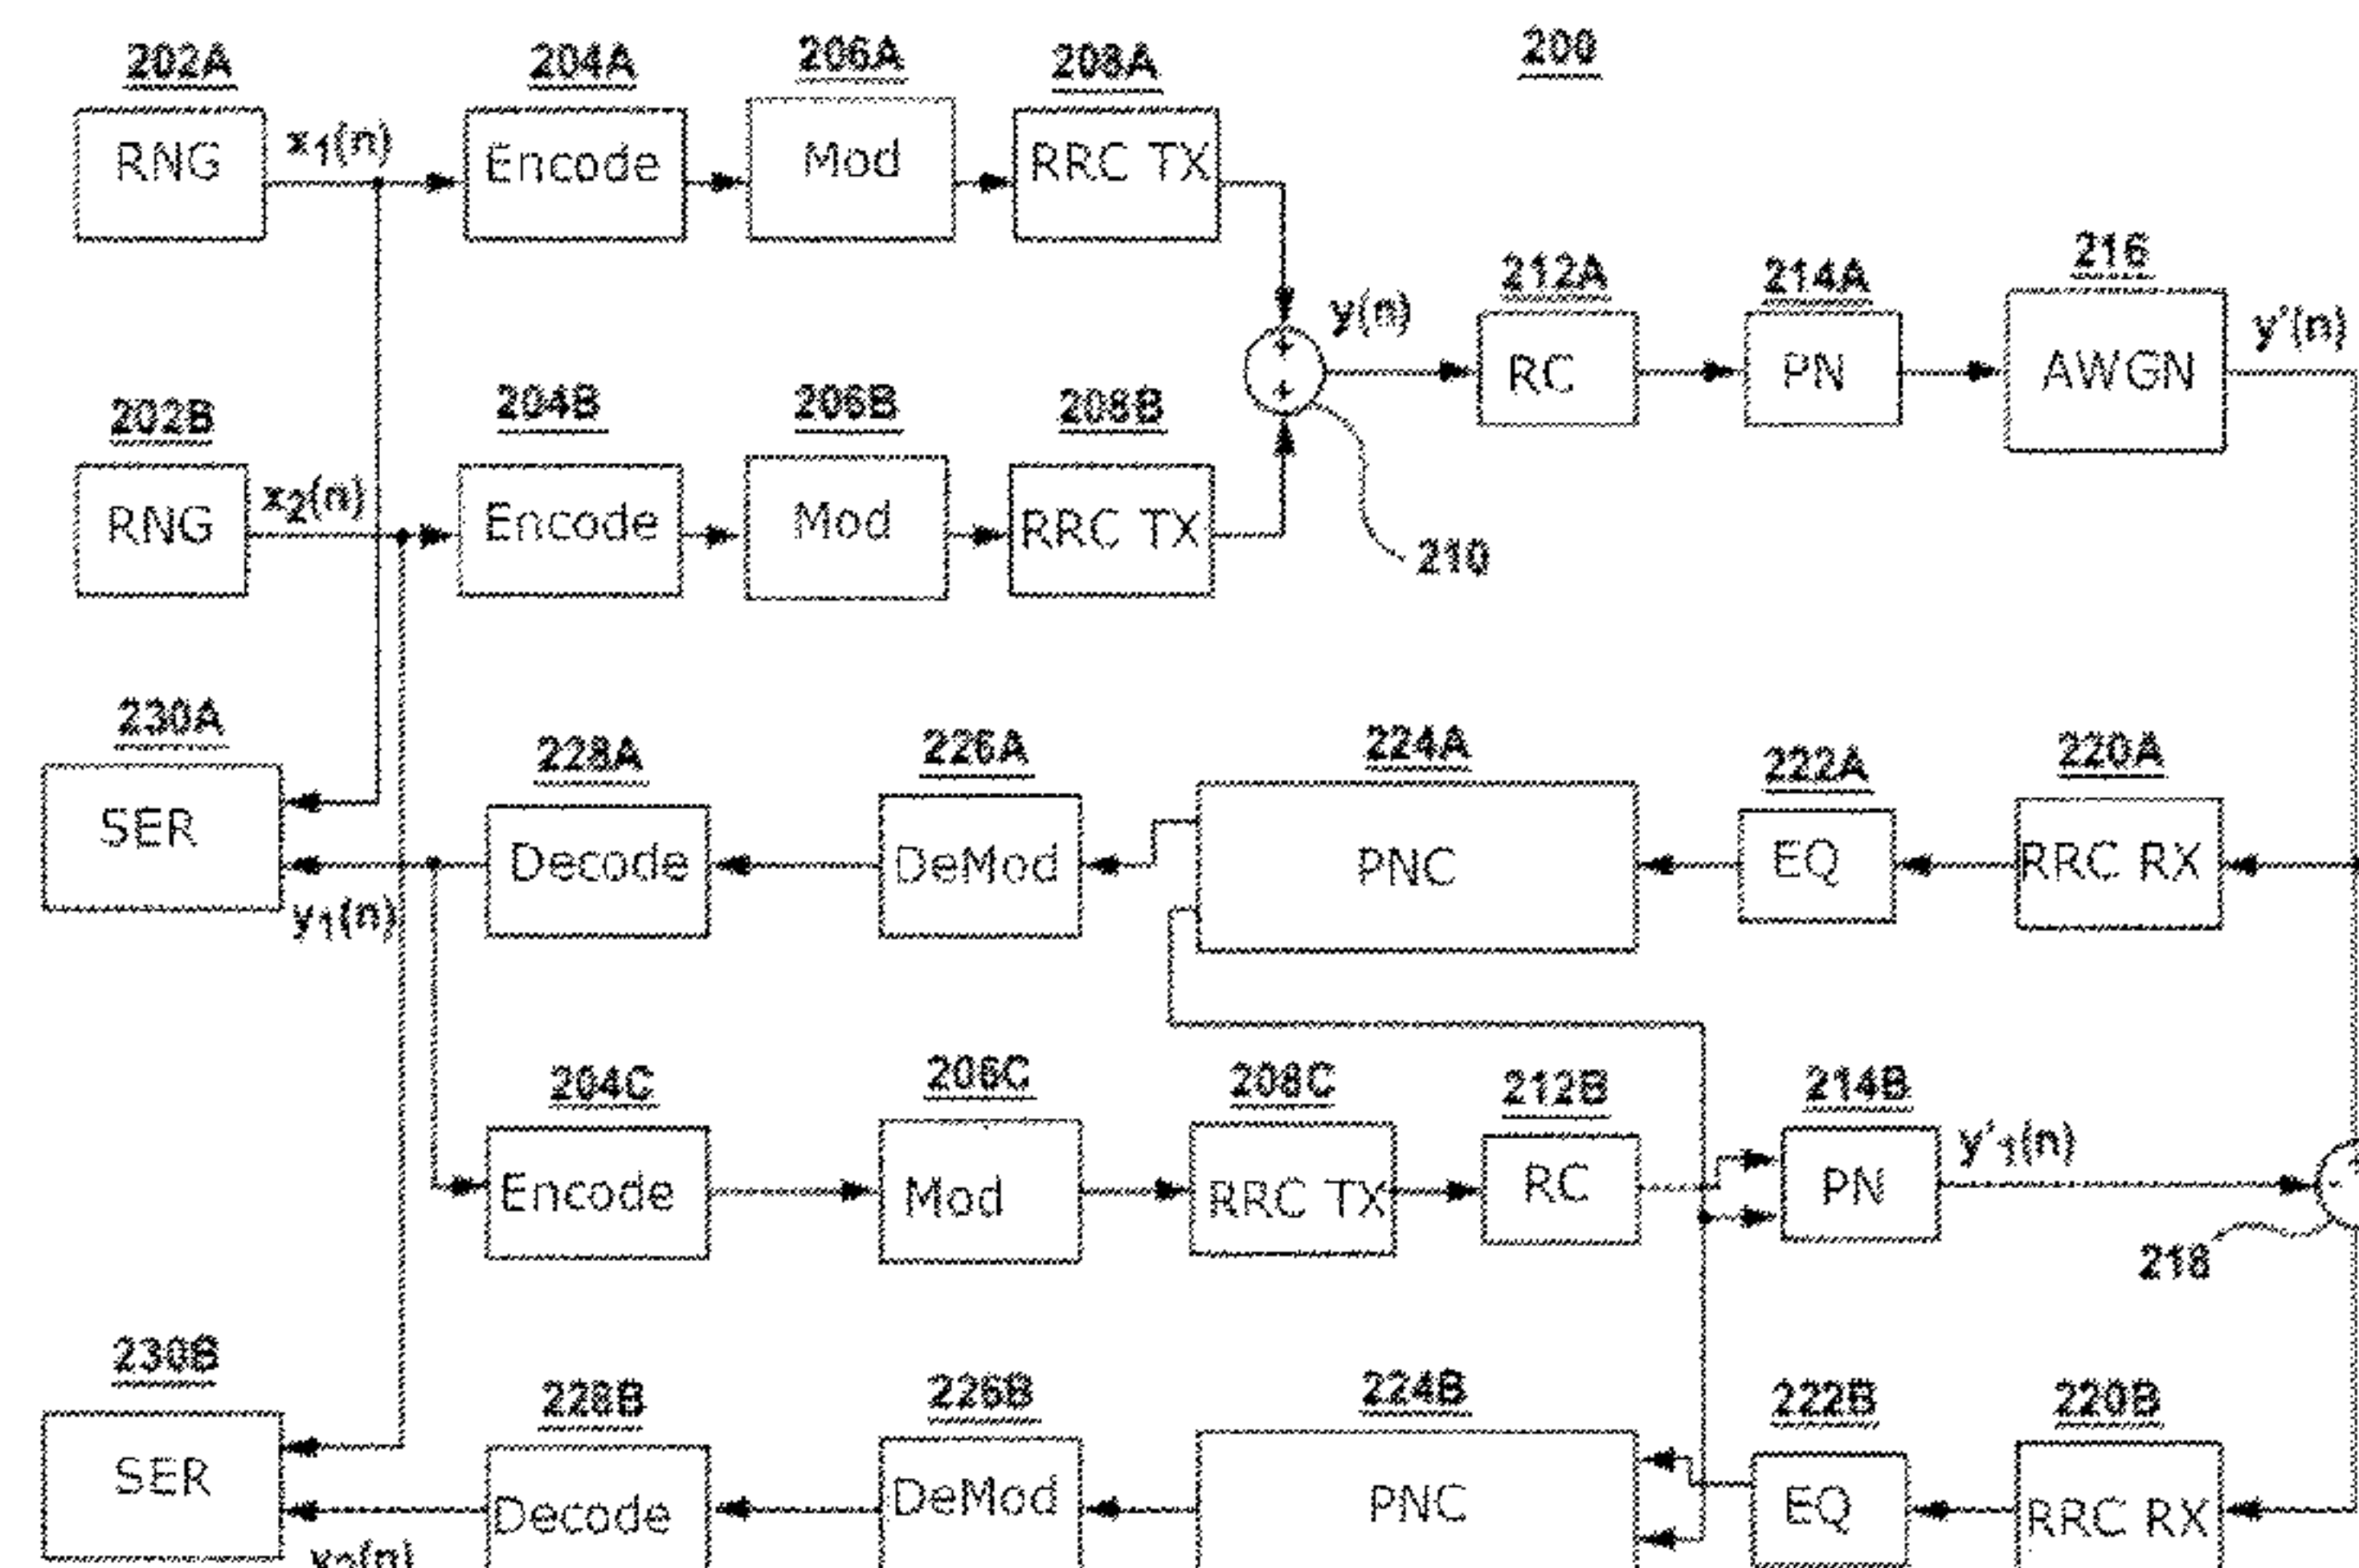 200
202A
204A
206A
208A
RNG
x1(n)
Encode
Mod
RRC TX
212A
214A
216
y(n)
RC
PN
AWGN
y'(n)
202B
204B
206B
208B
RNG
x2(n)
Encode
Mod
RRC TX
210
230A
228A
226A
224A
222A
220A
SER
Decode
DeMod
PNC
EQ
RRC RX
y1(n)
204C
206C
208C
212B
214B
Encode
Mod
RRC TX
RC
PN
y'1(n)
218
230B
228B
226B
224B
222B
220B
SER
Decode
DeMod
PNC
EQ
RRC RX